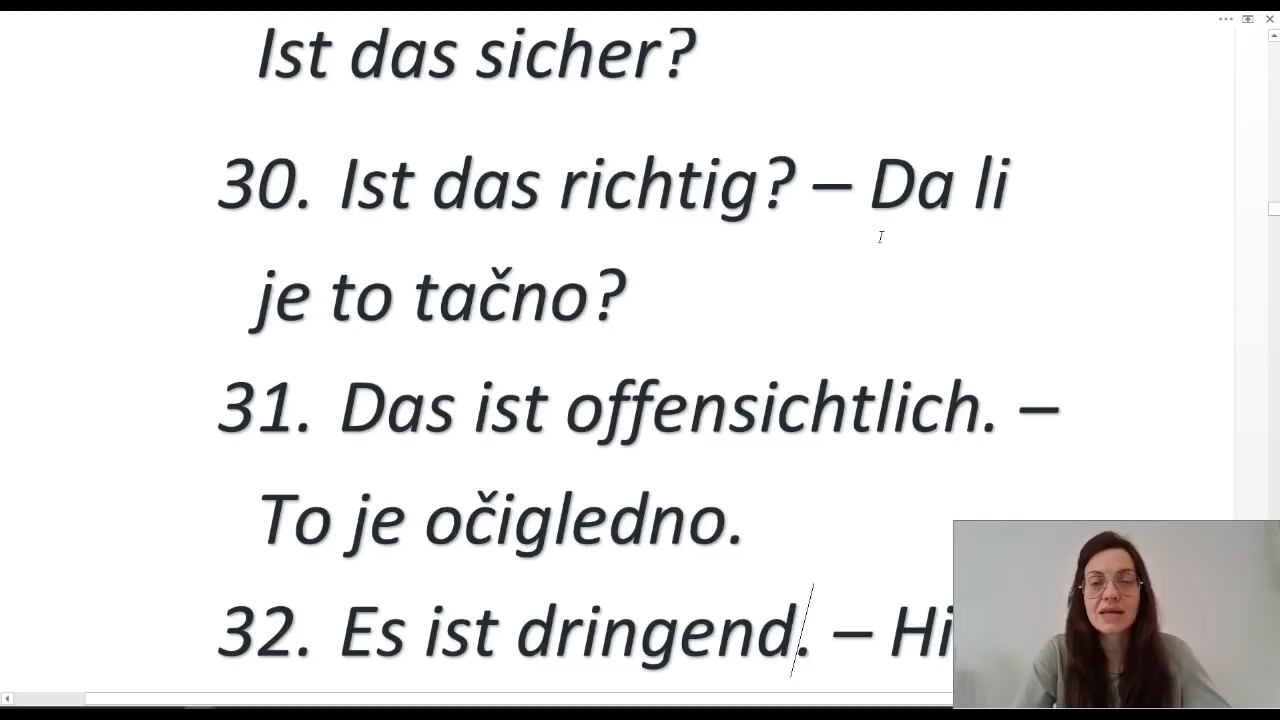 Ist das sicher?
30. Ist das richtig? – Da li
je to tačno?
31. Das ist offensichtlich. –
To je očigledno.
32. Es ist dringend. – Hi